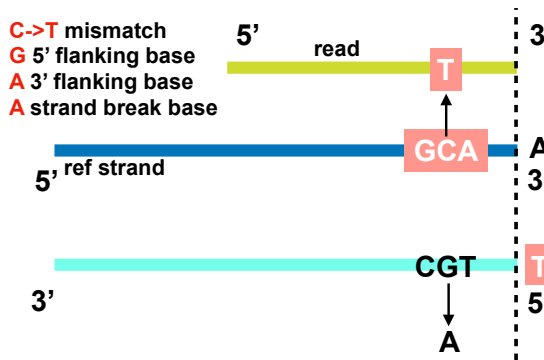 C->T mismatch
G 5’ flanking base
A 3’ flanking base
A strand break base
5’
read
3
T
GCA
A
5’
ref strand
3
CGT
T
3’
5
A